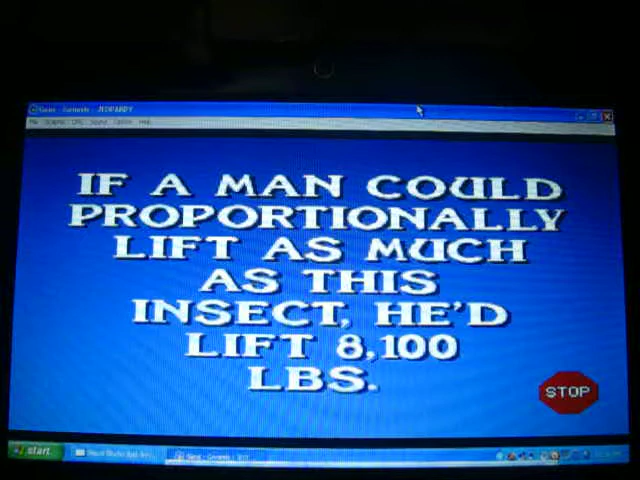 IF A MAN COULD
PROPORTIONALLY
LIFT AS MUCH
AS THIS
INSECT, HE'D
LIFT 8,100
LBS.
STOP
start